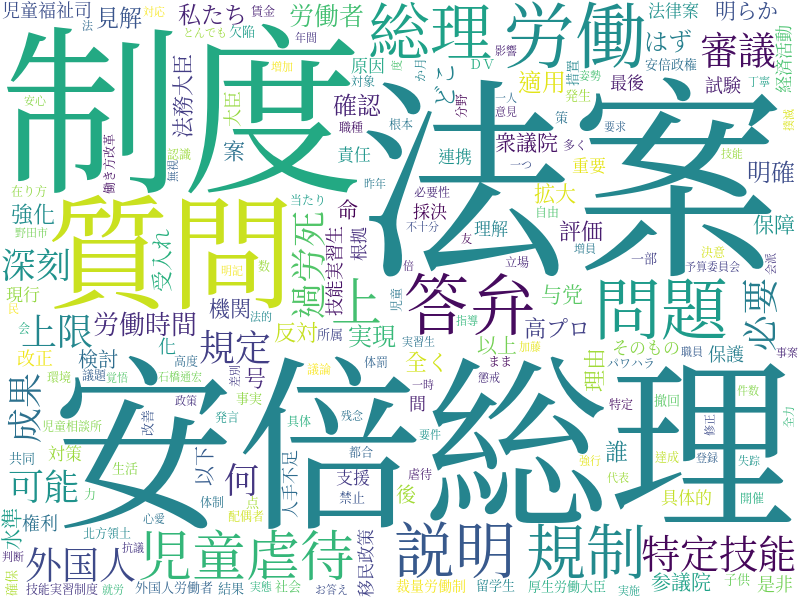 児童福祉司
対応
見解
私たち
とんでも
賃金
法
欠陥
年間
労働者
総理
労働
法律案
明らか
影響
はず
審議
安倍政権
経済活動
ＤＶ
姿勢
制度
安心
増加
度
対象
か月
原因
どこ
適用
措置
最後
試験
丁寧
法務大臣
大臣
確認
職種
分野
一人
意見
発生
働き方改革
無視
認識
案
根本
責任
連携
衆議院
策
要求
一つ
多く
技能
重要
撹滅
明確
法案
在り方
質問
当たり
昨年
必要性
拡大
自由
強化
野田市
過労死
命
根拠
採決
不十分
理解
評価
保障
増員
一部
決意
深刻
受入れ
明記
数
技能実習生
友
倍
立場
予算委員会
会派
現行
機関
法的
答弁
与党
問題
必要
民
会
上限
労働時間
反対
上
実現
所属
児童
指導
高プロ
そのもの
パワハラ
職員
保護
事案
改正
検討
化
規定
高度
差別
議論
体罰
加藤
実習生
以上
理由
成果
環境
議題
覚悟
石橋通宏
号
事実
全く
まま
懲戒
一時
特定
撤回
件数
全力
児童相談所
政策
発言
具体
残念
間
要件
誰
修正
対策
改善
共同
生活
以下
何
都合
人手不足
支援
虐待
強行
代表
達成
登録
失踪
可能
力
体制
点
配偶者
禁止
後
具体的
開催
安倍総理
水準
権利
北方領土
心愛
判断
確保
外国人
抗議
児童虐待
移民政策
説明
規制
特定技能
技能実習制度
就労
外国人労働者
結果
実態
社会
お答え
裁量労働制
留学生
厚生労働大臣
実施
参議院
子供
是非